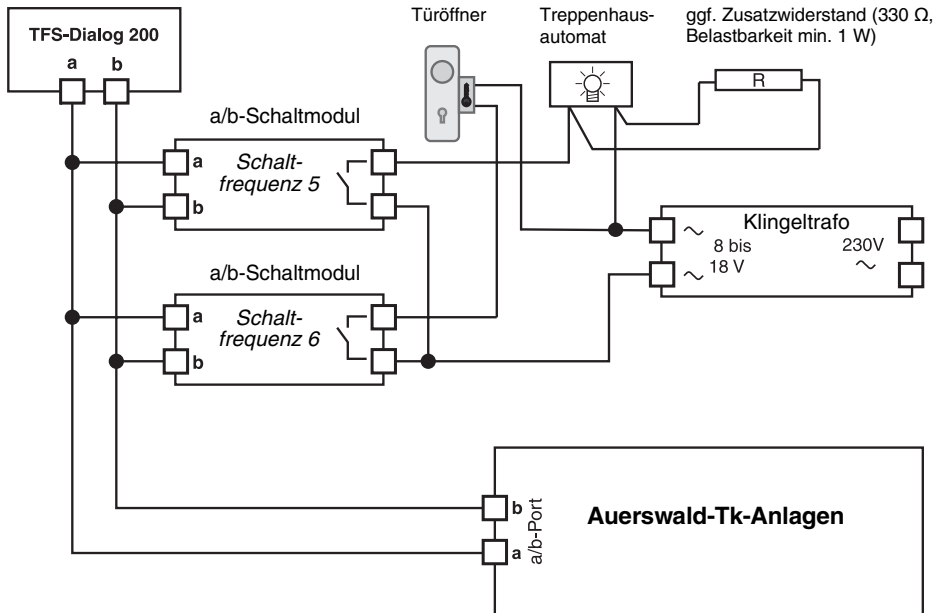 Türöffner
Treppenhaus-
automat
ggf. Zusatzwiderstand (330 Ω,
Belastbarkeit min. 1 W)
TFS-Dialog 200
a b
R
a/b-Schaltmodul
a
Schalt-
frequenz 5
b
Klingeltrafo
~ 8 bis
~ 18 V
230V
~
a/b-Schaltmodul
a
Schalt-
frequenz 6
b
b
a
a/b-Port
Auerswald-Tk-Anlagen